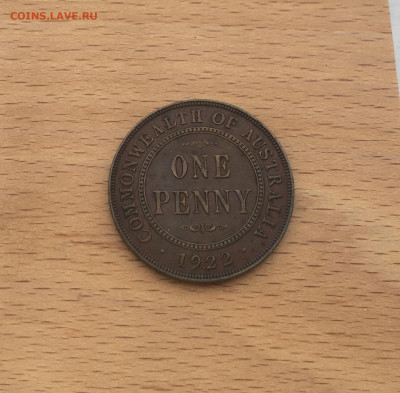 COINS.LAVE.RU
COMMONWEALTH OF AUSTRALIA
ONE
PENNY
1922